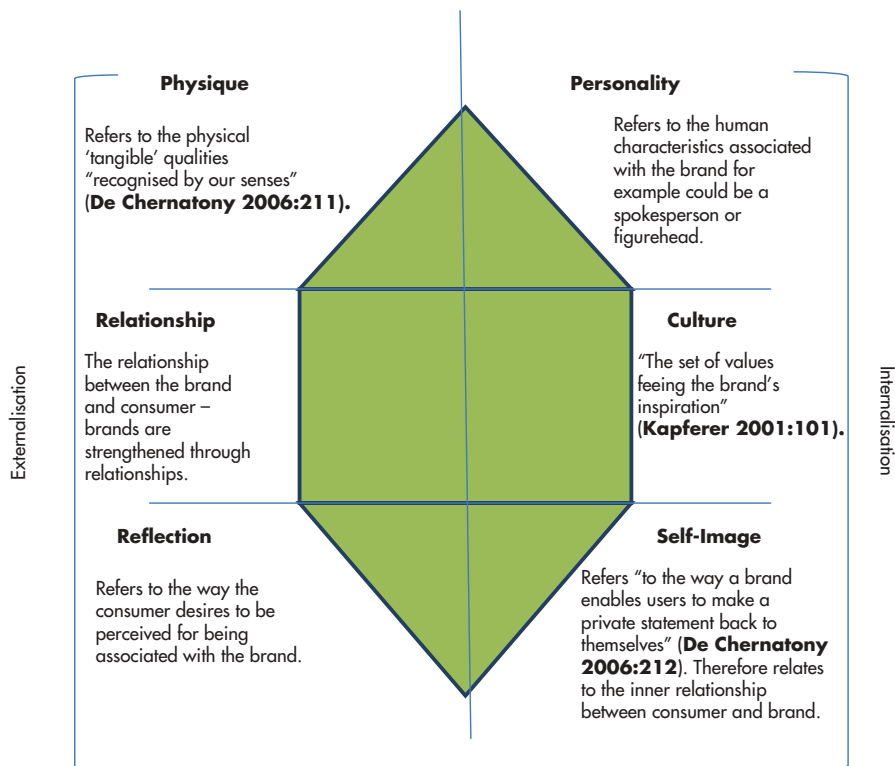 Physique
Refers to the physical
‘tangible’ qualities
“recognised by our senses”
(De Chernatony 2006:211).
Personality
Refers to the human
characteristics associated
with the brand for
example could be a
spokesperson or
figurehead.
Relationship
The relationship
between the brand
and consumer –
brands are
strengthened through
relationships.
Culture
“The set of values
feeing the brand’s
inspiration”
(Kapferer 2001:101).
Reflection
Refers to the way the
consumer desires to be
perceived for being
associated with the brand.
Self-Image
Refers “to the way a brand
enables users to make a
private statement back to
themselves” (De Chernatony
2006:212). Therefore relates
to the inner relationship
between consumer and brand.
Externalisation
Internalisation